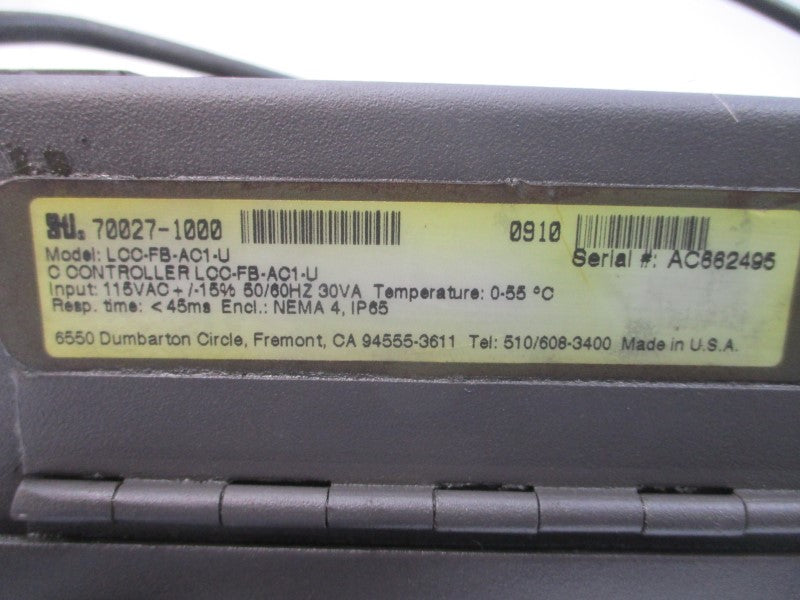 STI. 70027-1000 0910
Model: LCC-FB-AC1-U Serial #: AC662495
C CONTROLLER LCC-FB-AC1-U
Input: 115VAC +/-15% 50/60HZ 30VA Temperature: 0-55 °C
Resp. time: <45ms Encl.: NEMA 4, IP65
6550 Dumbarton Circle, Fremont, CA 94555-3611 Tel: 510/608-3400 Made in U.S.A.